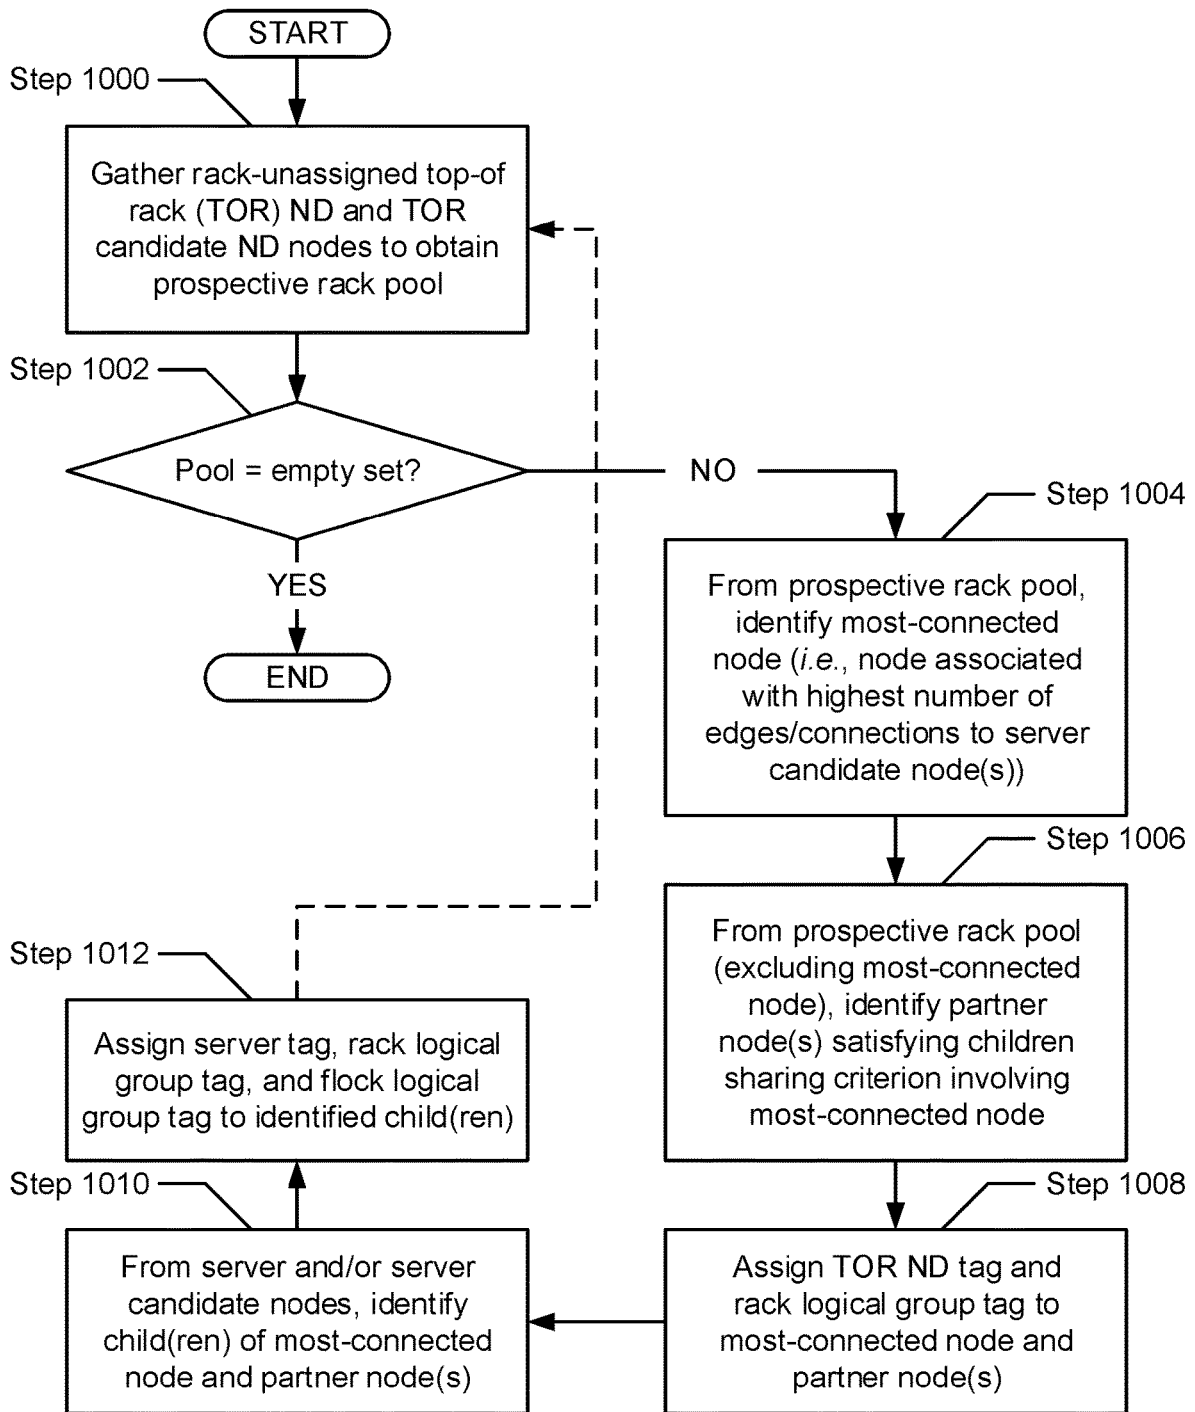 START
Step 1000
Gather rack-unassigned top-of
rack (TOR) ND and TOR
candidate ND nodes to obtain
prospective rack pool
Step 1002
Pool = empty set?
NO
YES
END
Step 1004
From prospective rack pool,
identify most-connected
node (i.e., node associated
with highest number of
edges/connections to server
candidate node(s))
Step 1006
From prospective rack pool
(excluding most-connected
node), identify partner
node(s) satisfying children
sharing criterion involving
most-connected node
Step 1008
Assign TOR ND tag and
rack logical group tag to
most-connected node and
partner node(s)
Step 1010
From server and/or server
candidate nodes, identify
child(ren) of most-connected
node and partner node(s)
Step 1012
Assign server tag, rack logical
group tag, and flock logical
group tag to identified child(ren)